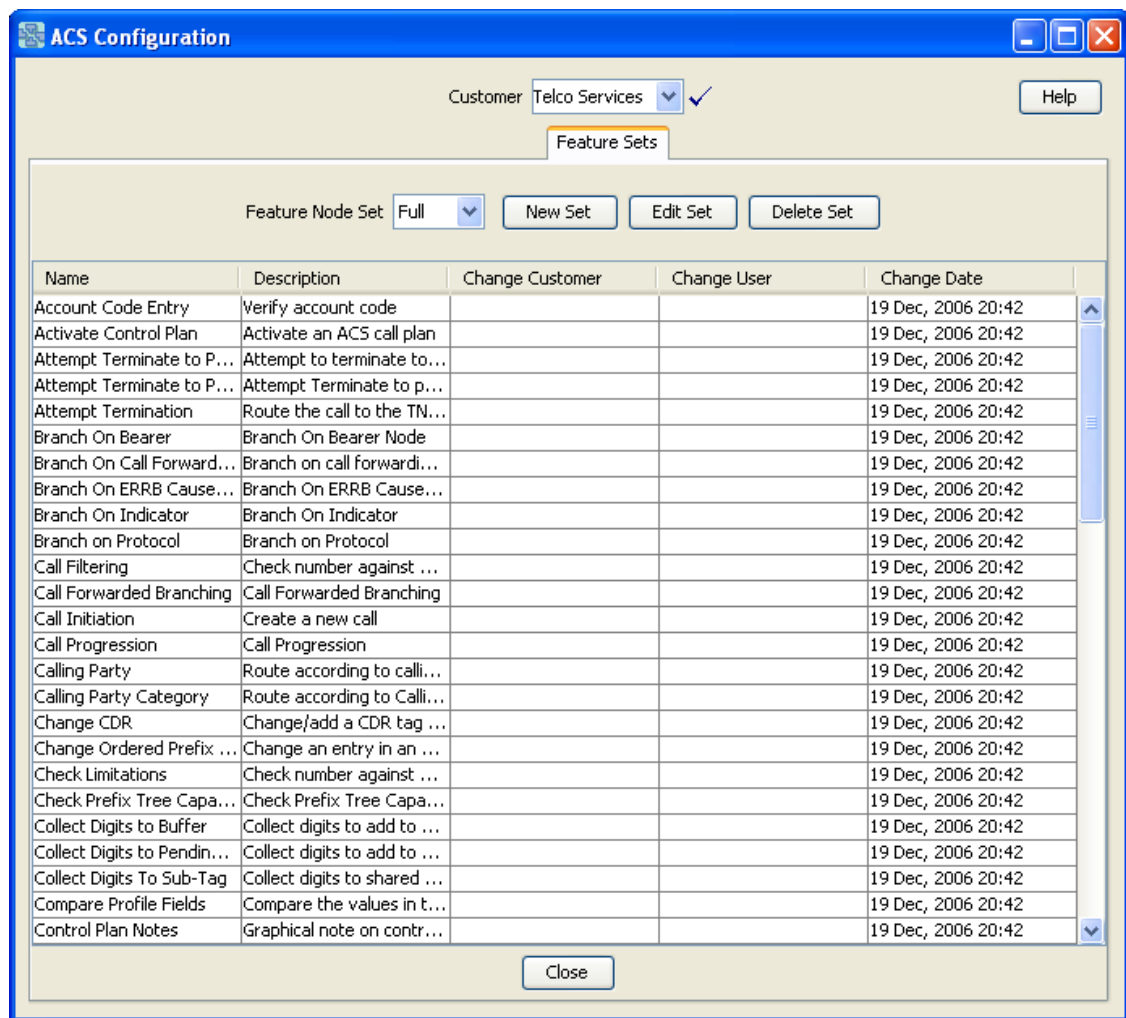 ACS Configuration
Customer Telco Services Help
Feature Sets
Feature Node Set Full New Set Edit Set Delete Set
Name Description Change Customer Change User Change Date
Account Code Entry Verify account code 19 Dec, 2006 20:42
Activate Control Plan Activate an ACS call plan 19 Dec, 2006 20:42
Attempt Terminate to P... Attempt to terminate to... 19 Dec, 2006 20:42
Attempt Terminate to P... Attempt Terminate to p... 19 Dec, 2006 20:42
Attempt Termination Route the call to the TN... 19 Dec, 2006 20:42
Branch On Bearer Branch On Bearer Node 19 Dec, 2006 20:42
Branch On Call Forward... Branch on call forwardi... 19 Dec, 2006 20:42
Branch On ERRB Cause... Branch On ERRB Cause... 19 Dec, 2006 20:42
Branch On Indicator Branch On Indicator 19 Dec, 2006 20:42
Branch on Protocol Branch on Protocol 19 Dec, 2006 20:42
Call Filtering Check number against ... 19 Dec, 2006 20:42
Call Forwarded Branching Call Forwarded Branching 19 Dec, 2006 20:42
Call Initiation Create a new call 19 Dec, 2006 20:42
Call Progression Call Progression 19 Dec, 2006 20:42
Calling Party Route according to calli... 19 Dec, 2006 20:42
Calling Party Category Route according to Calli... 19 Dec, 2006 20:42
Change CDR Change/add a CDR tag ... 19 Dec, 2006 20:42
Change Ordered Prefix ... Change an entry in an ... 19 Dec, 2006 20:42
Check Limitations Check number against ... 19 Dec, 2006 20:42
Check Prefix Tree Capa... Check Prefix Tree Capa... 19 Dec, 2006 20:42
Collect Digits to Buffer Collect digits to add to ... 19 Dec, 2006 20:42
Collect Digits to Pendin... Collect digits to add to ... 19 Dec, 2006 20:42
Collect Digits To Sub-Tag Collect digits to shared ... 19 Dec, 2006 20:42
Compare Profile Fields Compare the values in t... 19 Dec, 2006 20:42
Control Plan Notes Graphical note on contr... 19 Dec, 2006 20:42
Close